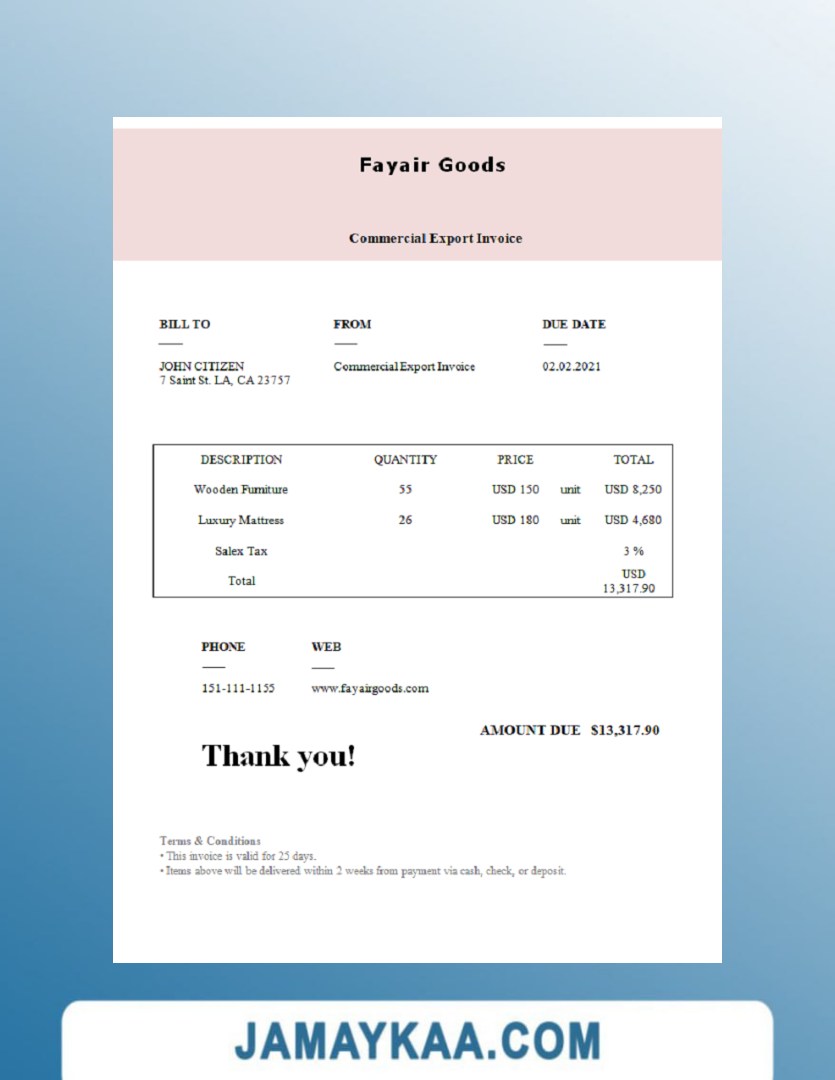 Fayair Goods
Commercial Export Invoice
BILL TO FROM DUE DATE
JOHN CITIZEN Commercial Export Invoice 02.02.2021
7 Saint St. LA, CA 23757
DESCRIPTION QUANTITY PRICE TOTAL
Wooden Furniture 55 USD 150 unit USD 8,250
Luxury Mattress 26 USD 180 unit USD 4,680
Salex Tax 3 %
Total USD
13,317.90
PHONE WEB
151-111-1155 www.fayairgoods.com
AMOUNT DUE $13,317.90
Thank you!
Terms & Conditions
• This invoice is valid for 25 days.
• Items above will be delivered within 2 weeks from payment via cash, check, or deposit.
JAMAYKAA.COM